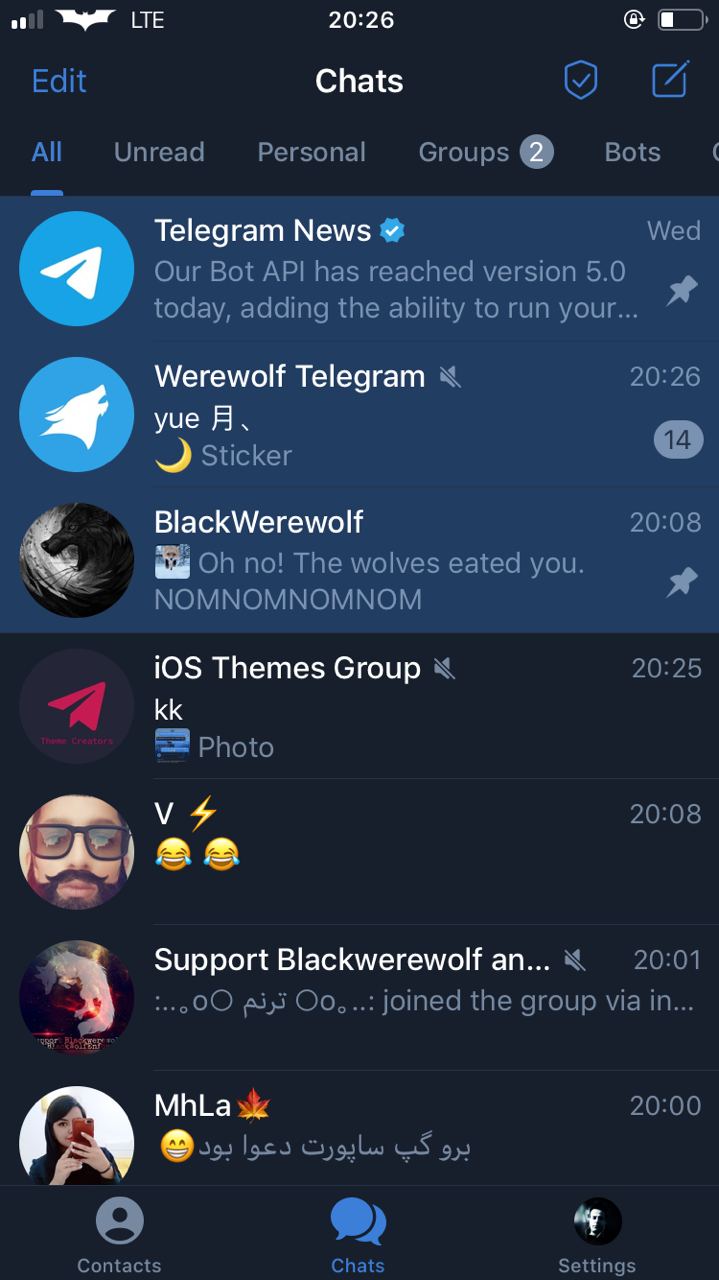 LTE
20:26
Edit
Chats
All
Unread
Personal
Groups 2
Bots
Telegram News
Wed
Our Bot API has reached version 5.0
today, adding the ability to run your...
Werewolf Telegram
20:26
yue 月、
14
🌙 Sticker
BlackWerewolf
20:08
Oh no! The wolves eated you.
NOMNOMNOMNOM
iOS Themes Group
20:25
kk
Photo
Theme Creators
V ⚡
20:08
😂 😂
Support Blackwerewolf an...
20:01
:..｡o○ ترنم ○o｡..: joined the group via in...
MhLa🍁
20:00
برو گپ ساپورت دعوا بود😁
Contacts
Chats
Settings